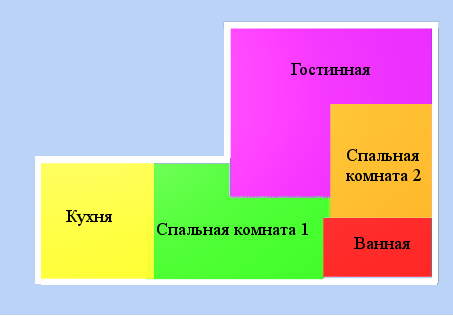 Гостинная
Спальная
комната 2
Кухня
Спальная комната 1
Ванная